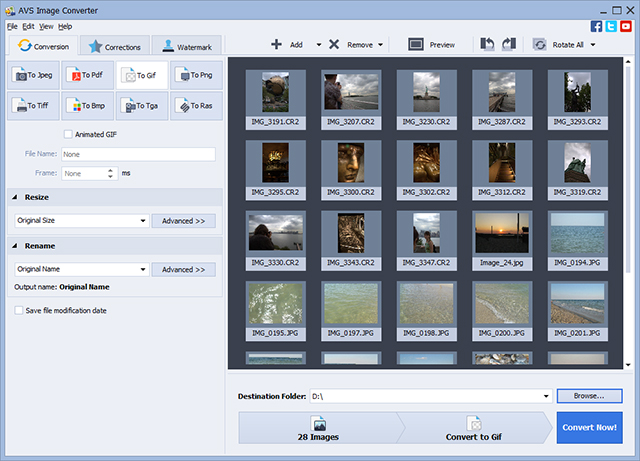 AVS Image Converter
File Edit View Help
Conversion Corrections Watermark
Add Remove Preview Rotate All
To Jpeg To Pdf To Gif To Png
To Tiff To Bmp To Tga To Ras
Animated GIF
File Name: None
Frame: None ms
Resize
Original Size Advanced >>
Rename
Original Name Advanced >>
Output name: Original Name
Save file modification date
IMG_3191.CR2 IMG_3207.CR2 IMG_3230.CR2 IMG_3287.CR2 IMG_3293.CR2
IMG_3295.CR2 IMG_3300.CR2 IMG_3302.CR2 IMG_3312.CR2 IMG_3319.CR2
IMG_3330.CR2 IMG_3343.CR2 IMG_3347.CR2 Image_24.jpg IMG_0194.JPG
IMG_0195.JPG IMG_0197.JPG IMG_0198.JPG IMG_0200.JPG IMG_0201.JPG
Destination Folder: D:\ Browse...
28 Images Convert to Gif Convert Now!